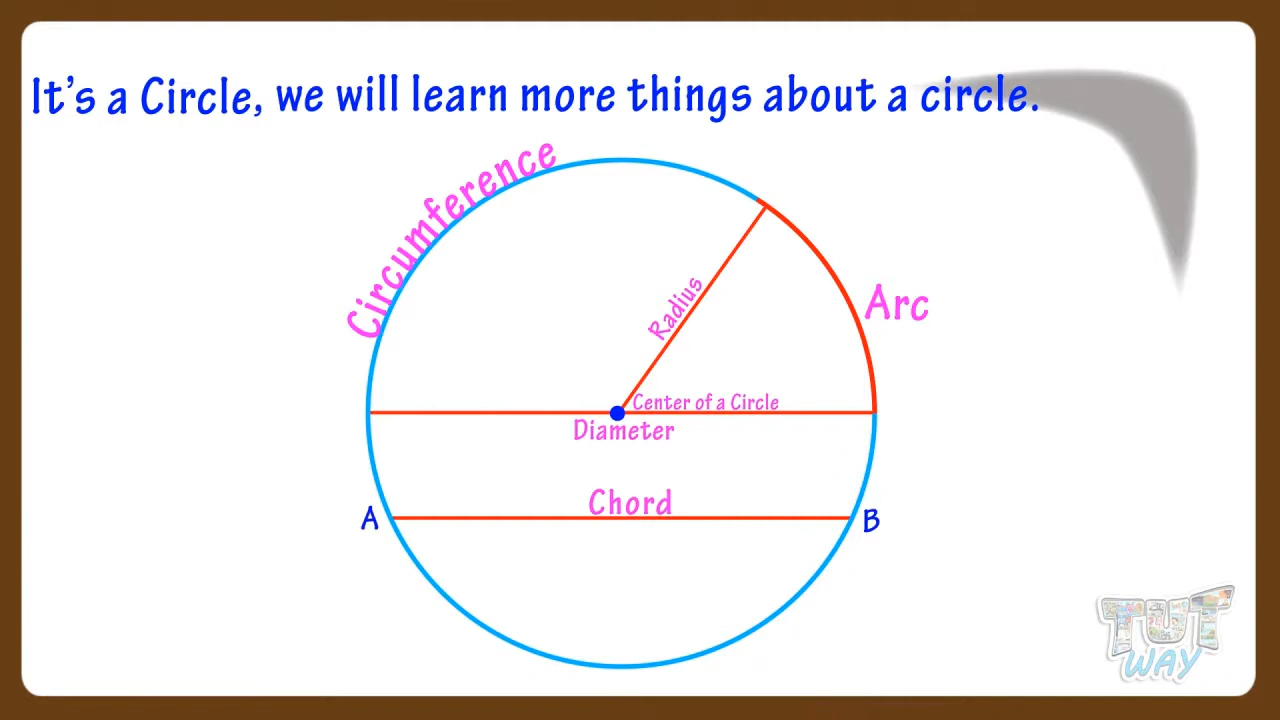 It's a Circle, we will learn more things about a circle.
Circumference
Radius
Arc
Center of a Circle
Diameter
Chord
A
B
TUT
WAY